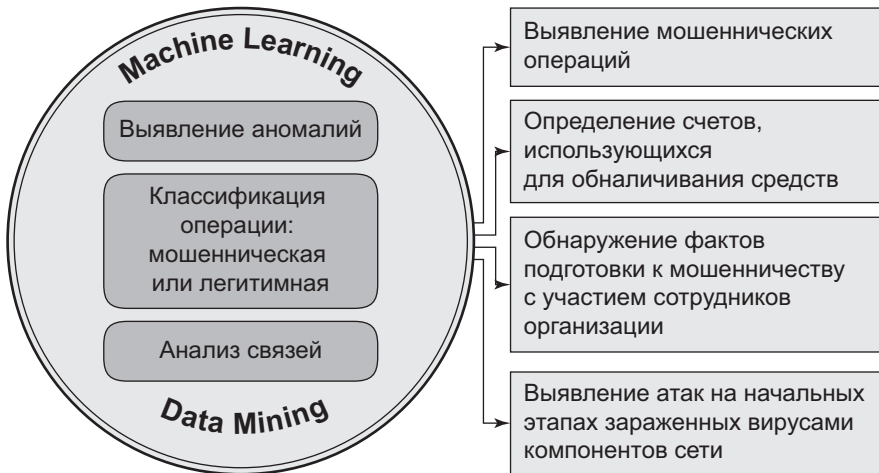 Machine Learning
Выявление аномалий
Классификация
операции:
мошенническая
или легитимная
Анализ связей
Data Mining
Выявление мошеннических
операций
Определение счетов,
использующихся
для обналичивания средств
Обнаружение фактов
подготовки к мошенничеству
с участием сотрудников
организации
Выявление атак на начальных
этапах зараженных вирусами
компонентов сети